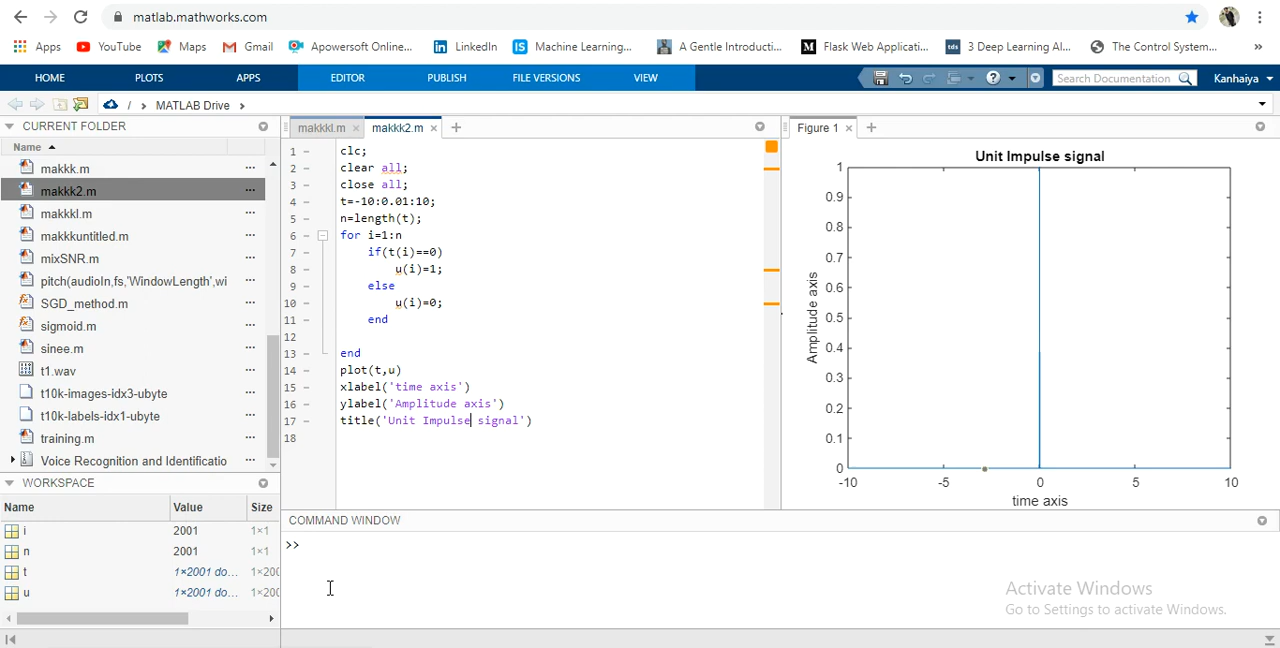 matlab.mathworks.com
Apps YouTube Maps Gmail Apowersoft Online... LinkedIn Machine Learning... A Gentle Introducti... Flask Web Applicati... 3 Deep Learning Al... The Control System... »
HOME PLOTS APPS EDITOR PUBLISH FILE VERSIONS VIEW Search Documentation Kanhaiya
/ › MATLAB Drive ›
CURRENT FOLDER
Name
makkk.m
makkk2.m
makkkl.m
makkkuntitled.m
mixSNR.m
pitch(audioIn,fs,'WindowLength',wi
SGD_method.m
sigmoid.m
sinee.m
t1.wav
t10k-images-idx3-ubyte
t10k-labels-idx1-ubyte
training.m
Voice Recognition and Identificatio
WORKSPACE
Name Value Size
i 2001 1×1
n 2001 1×1
t 1×2001 do... 1×200
u 1×2001 do... 1×200
makkkl.m × makkk2.m × +
1 – clc;
2 – clear all;
3 – close all;
4 – t=-10:0.01:10;
5 – n=length(t);
6 – for i=1:n
7 – if(t(i)==0)
8 – u(i)=1;
9 – else
10 – u(i)=0;
11 – end
12
13 – end
14 – plot(t,u)
15 – xlabel('time axis')
16 – ylabel('Amplitude axis')
17 – title('Unit Impulse signal')
18
Figure 1 × +
Unit Impulse signal
1
0.9
0.8
0.7
0.6
0.5
0.4
0.3
0.2
0.1
0
Amplitude axis
-10 -5 0 5 10
time axis
COMMAND WINDOW
>>
Activate Windows
Go to Settings to activate Windows.